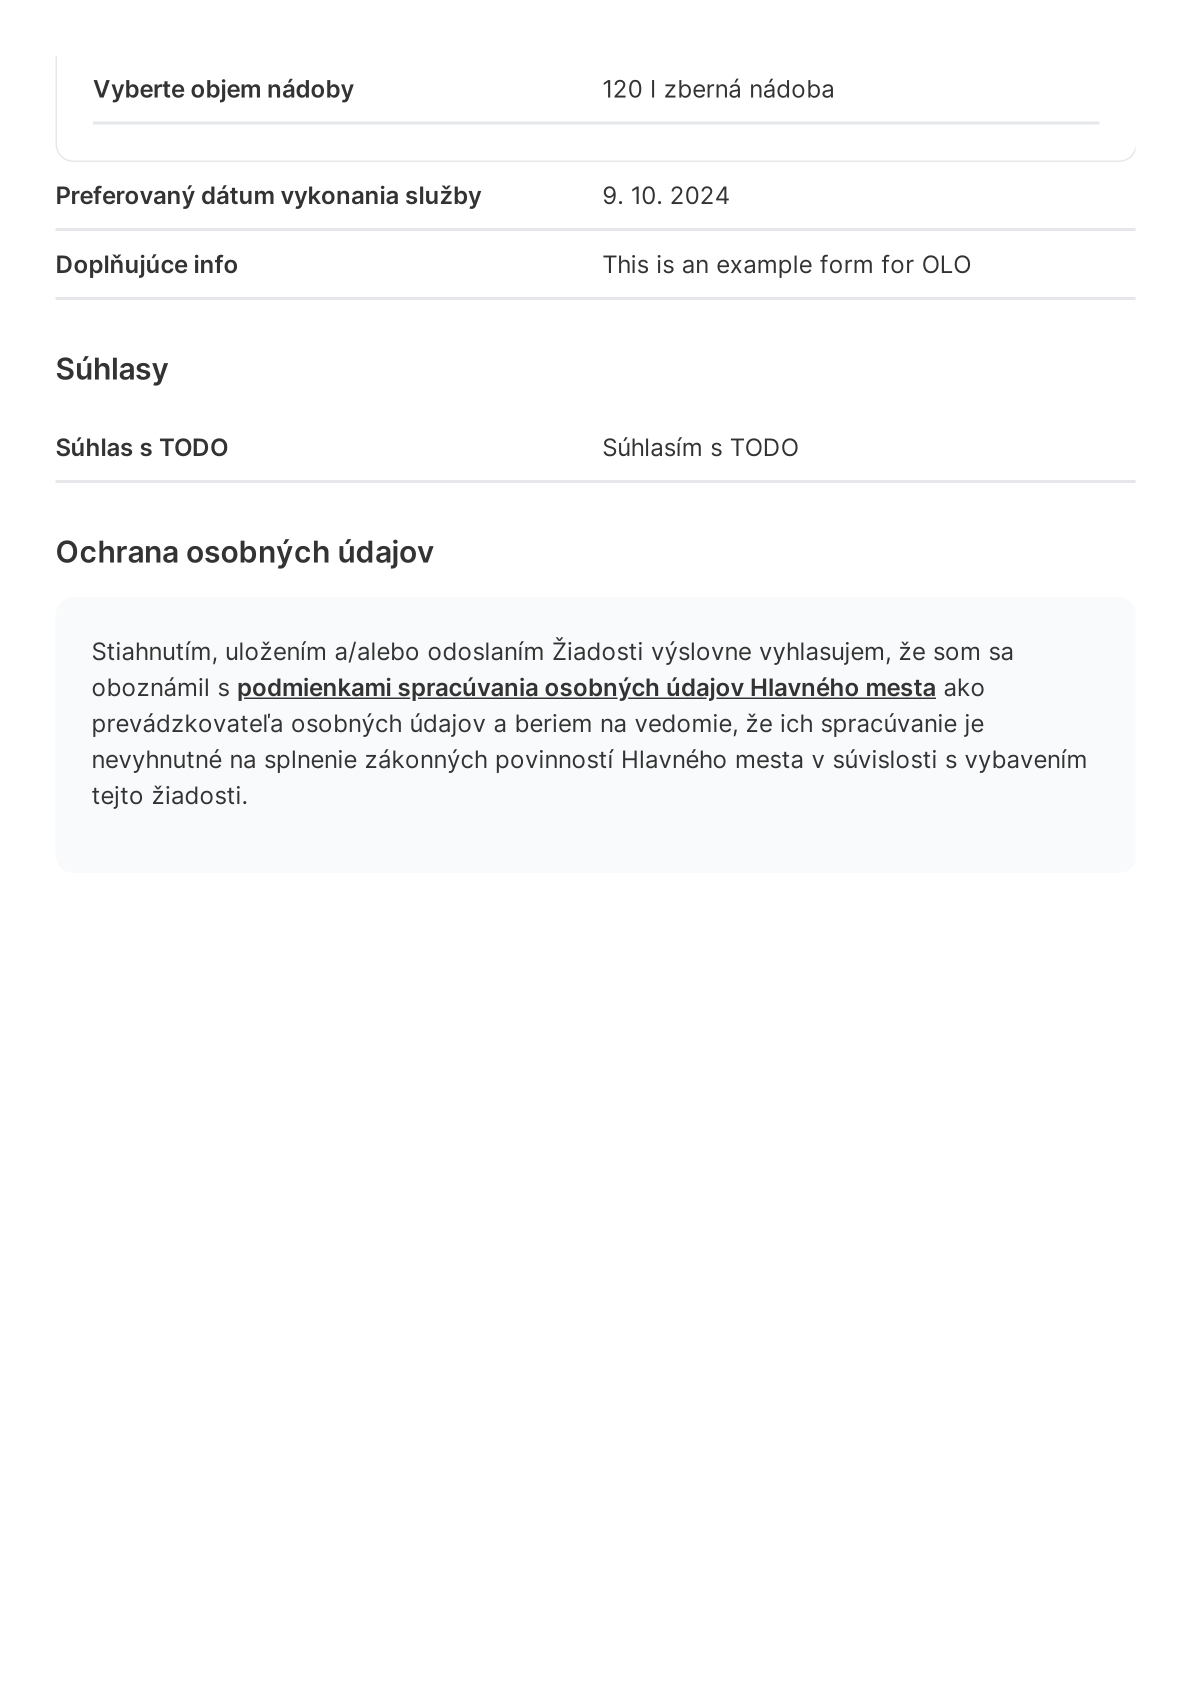 Vyberte objem nádoby 120 l zberná nádoba
Preferovaný dátum vykonania služby 9. 10. 2024
Doplňujúce info This is an example form for OLO
Súhlasy
Súhlas s TODO Súhlasím s TODO
Ochrana osobných údajov
Stiahnutím, uložením a/alebo odoslaním Žiadosti výslovne vyhlasujem, že som sa
oboznámil s podmienkami spracúvania osobných údajov Hlavného mesta ako
prevádzkovateľa osobných údajov a beriem na vedomie, že ich spracúvanie je
nevyhnutné na splnenie zákonných povinností Hlavného mesta v súvislosti s vybavením
tejto žiadosti.